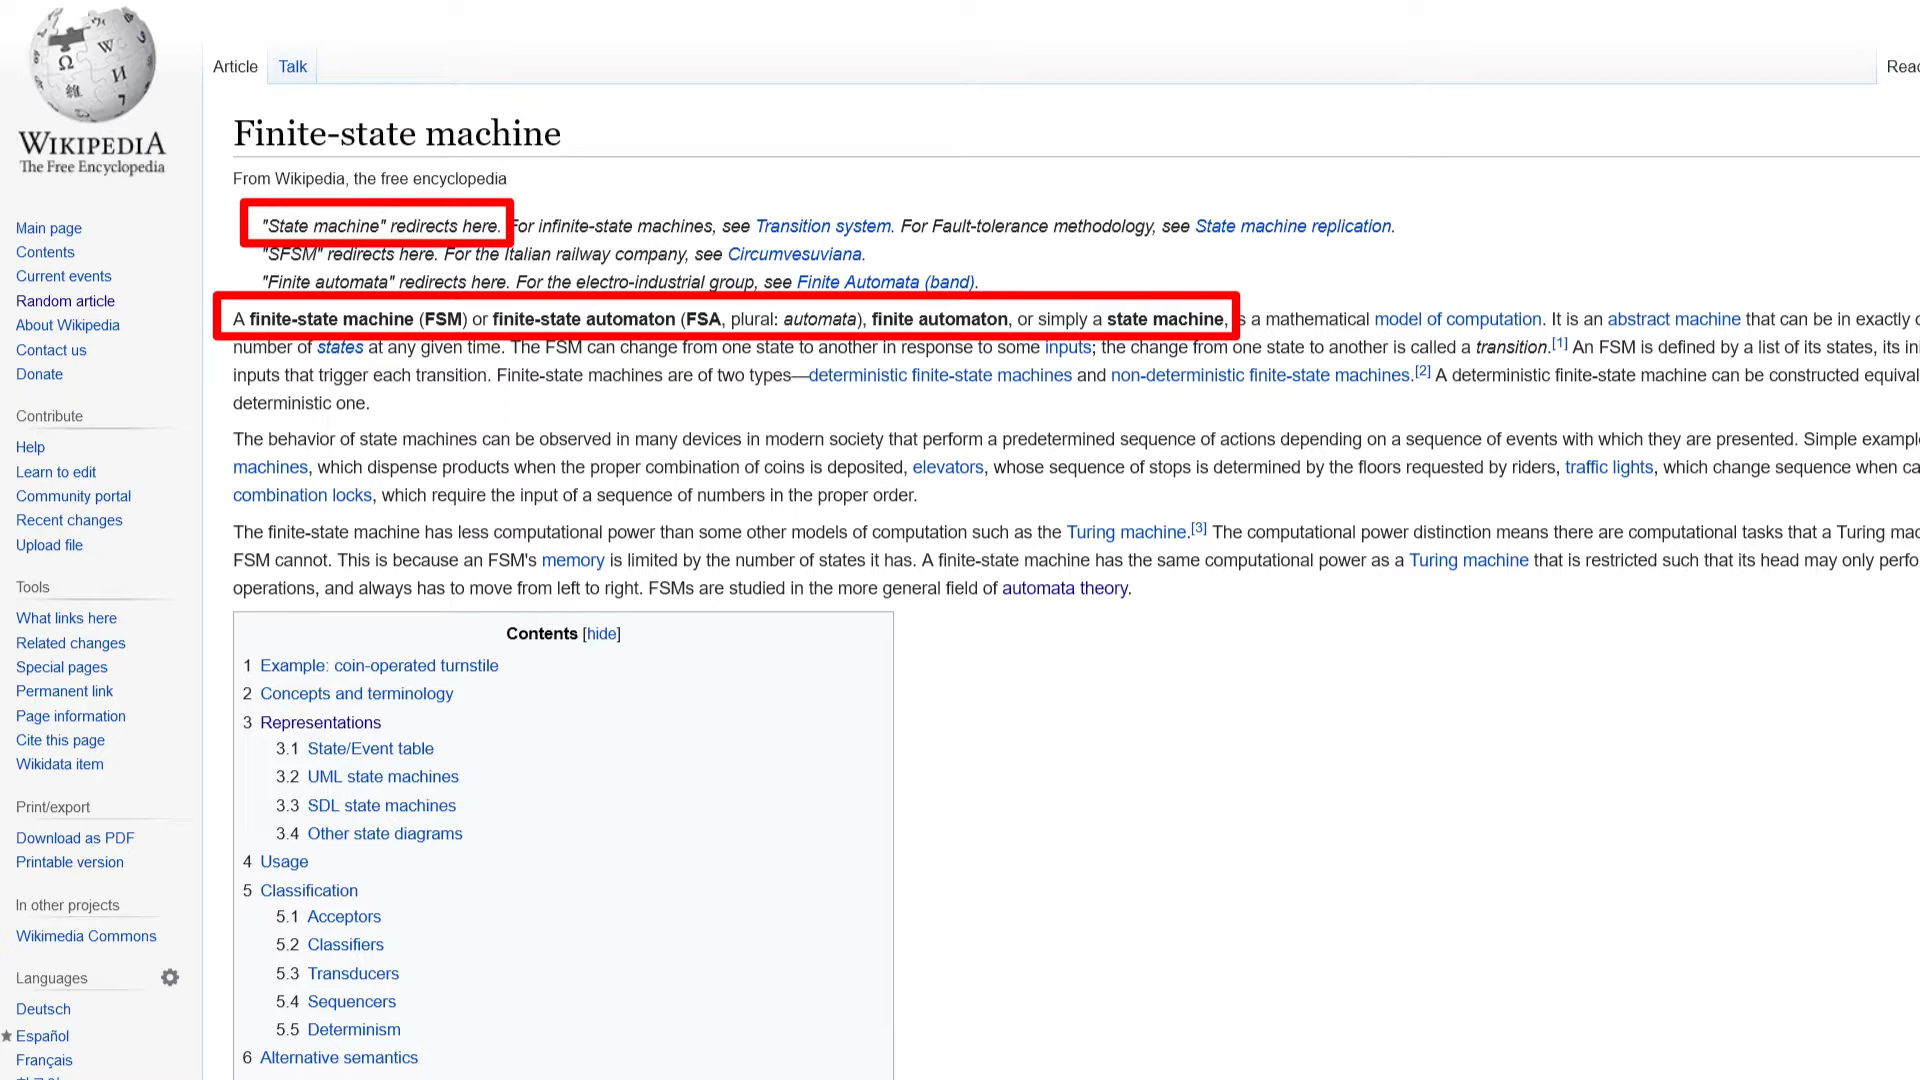 WIKIPEDIA
The Free Encyclopedia
Main page
Contents
Current events
Random article
About Wikipedia
Contact us
Donate
Contribute
Help
Learn to edit
Community portal
Recent changes
Upload file
Tools
What links here
Related changes
Special pages
Permanent link
Page information
Cite this page
Wikidata item
Print/export
Download as PDF
Printable version
In other projects
Wikimedia Commons
Languages
Deutsch
Español
Français
Article Talk
Finite-state machine
From Wikipedia, the free encyclopedia
"State machine" redirects here. For infinite-state machines, see Transition system. For Fault-tolerance methodology, see State machine replication.
"SFSM" redirects here. For the Italian railway company, see Circumvesuviana.
"Finite automata" redirects here. For the electro-industrial group, see Finite Automata (band).
A finite-state machine (FSM) or finite-state automaton (FSA, plural: automata), finite automaton, or simply a state machine, is a mathematical model of computation. It is an abstract machine that can be in exactly
number of states at any given time. The FSM can change from one state to another in response to some inputs; the change from one state to another is called a transition.[1] An FSM is defined by a list of its states, its
inputs that trigger each transition. Finite-state machines are of two types—deterministic finite-state machines and non-deterministic finite-state machines.[2] A deterministic finite-state machine can be constructed
deterministic one.
The behavior of state machines can be observed in many devices in modern society that perform a predetermined sequence of actions depending on a sequence of events with which they are presented. Simple
machines, which dispense products when the proper combination of coins is deposited, elevators, whose sequence of stops is determined by the floors requested by riders, traffic lights, which change sequence when
combination locks, which require the input of a sequence of numbers in the proper order.
The finite-state machine has less computational power than some other models of computation such as the Turing machine.[3] The computational power distinction means there are computational tasks that a Turing
FSM cannot. This is because an FSM's memory is limited by the number of states it has. A finite-state machine has the same computational power as a Turing machine that is restricted such that its head may only
operations, and always has to move from left to right. FSMs are studied in the more general field of automata theory.
Contents [hide]
1 Example: coin-operated turnstile
2 Concepts and terminology
3 Representations
3.1 State/Event table
3.2 UML state machines
3.3 SDL state machines
3.4 Other state diagrams
4 Usage
5 Classification
5.1 Acceptors
5.2 Classifiers
5.3 Transducers
5.4 Sequencers
5.5 Determinism
6 Alternative semantics